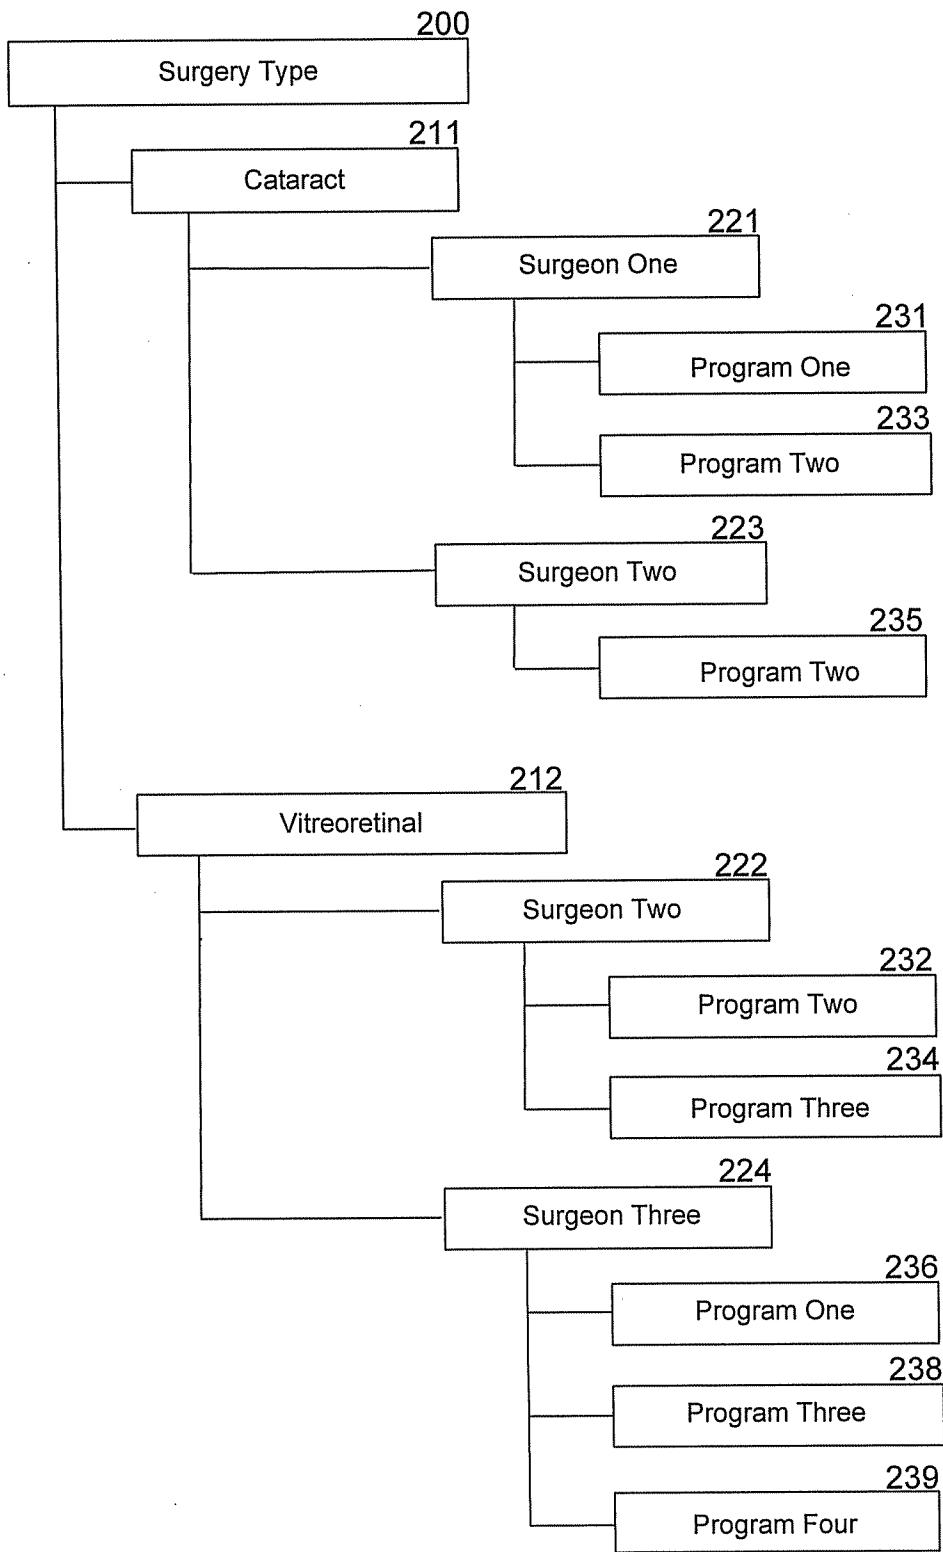 200
Surgery Type
211
Cataract
221
Surgeon One
231
Program One
233
Program Two
223
Surgeon Two
235
Program Two
212
Vitreoretinal
222
Surgeon Two
232
Program Two
234
Program Three
224
Surgeon Three
236
Program One
238
Program Three
239
Program Four